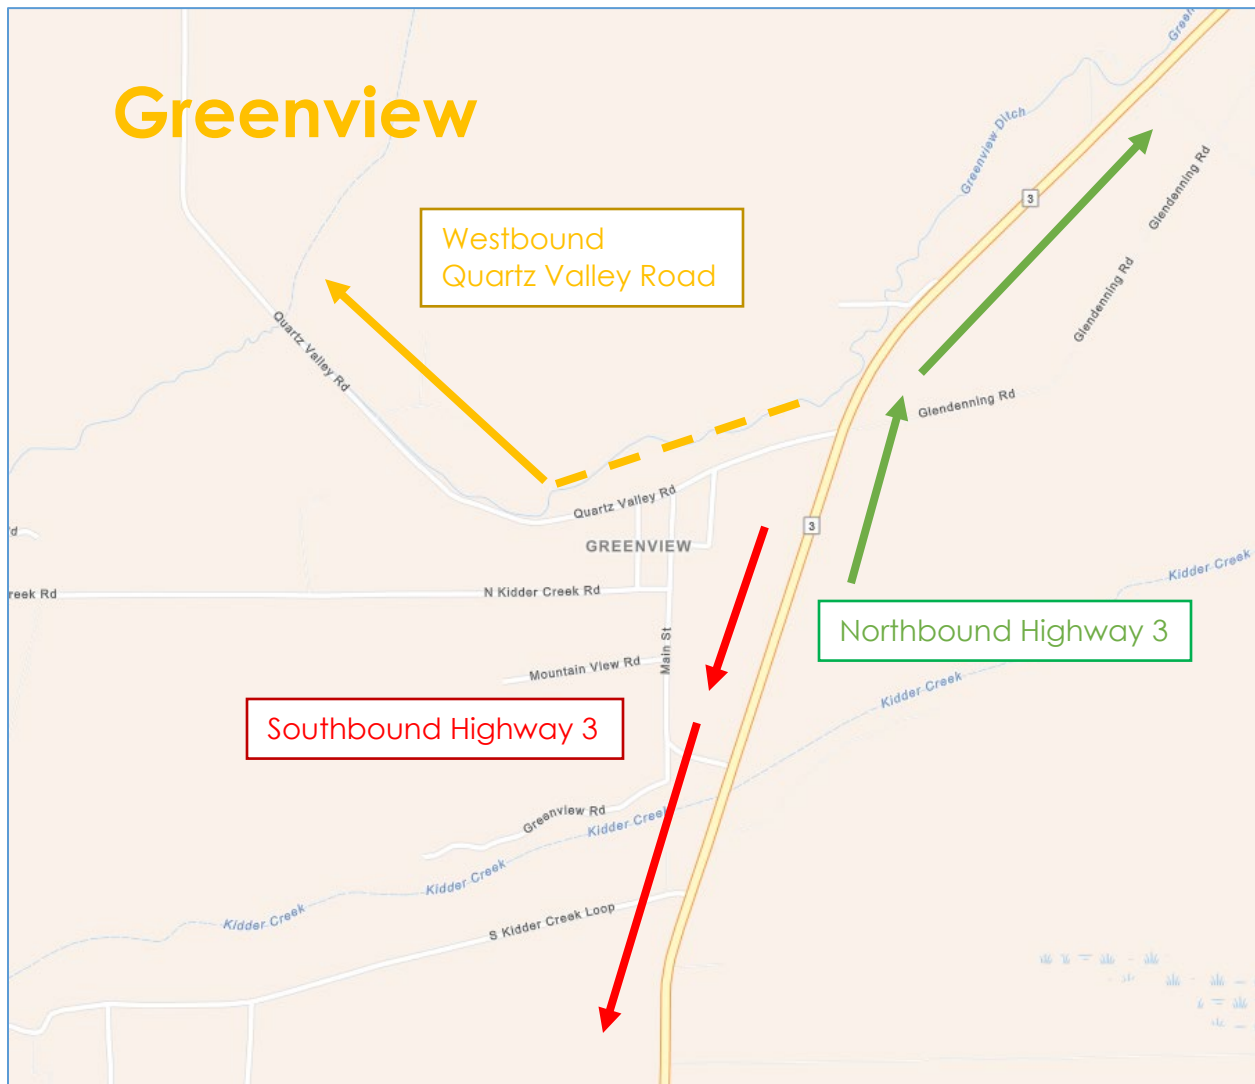 Green
Greenview
Greenview Ditch
3
Glendenning Rd
Westbound
Quartz Valley Road
Glendenning Rd
Quartz Valley Rd
Glendenning Rd
Quartz Valley Rd
3
GREENVIEW
Kidder Creek
reek Rd
N Kidder Creek Rd
Northbound Highway 3
Main St
Mountain View Rd
Kidder Creek
Southbound Highway 3
Greenview Rd
Kidder Creek
Kidder Creek
Kidder Creek
S Kidder Creek Loop